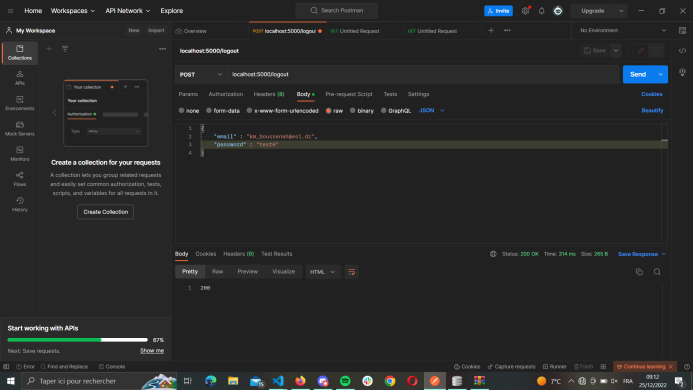 Home
Workspaces
API Network
Explore
Search Postman
Invite
Upgrade
My Workspace
New
Import
Overview
POST localhost:5000/logout
GET Untitled Request
GET Untitled Request
No Environment
Collections
APIs
Environments
Mock Servers
Monitors
Flows
History
Your collection
Your collection
Authorization
Type
Create a collection for your requests
A collection lets you group related requests
and easily set common authorization, tests,
scripts, and variables for all requests in it.
Create Collection
localhost:5000/logout
Save
POST
localhost:5000/logout
Send
Params
Authorization
Headers (8)
Body
Pre-request Script
Tests
Settings
Cookies
none
form-data
x-www-form-urlencoded
raw
binary
GraphQL
JSON
Beautify
1 {
2 "email" : "km_boussenah@esi.dz",
3 "password" : "test0"
4 }
Body
Cookies
Headers (8)
Test Results
Status: 200 OK
Time: 314 ms
Size: 265 B
Save Response
Pretty
Raw
Preview
Visualize
HTML
1 200
Start working with APIs
67%
Next: Save requests.
Show me
Error
Find and Replace
Console
Cookies
Capture requests
Runner
Trash
Continue learning
Taper ici pour rechercher
7°C
FRA
09:12
25/12/2022